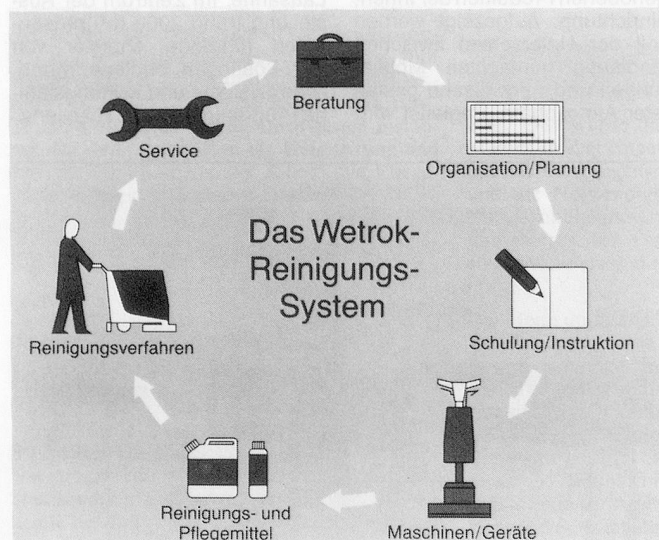 Beratung
Service
Organisation/Planung
Das Wetrok-
Reinigungs-
System
Reinigungsverfahren
Schulung/Instruktion
Reinigungs- und
Pflegemittel
Maschinen/Geräte